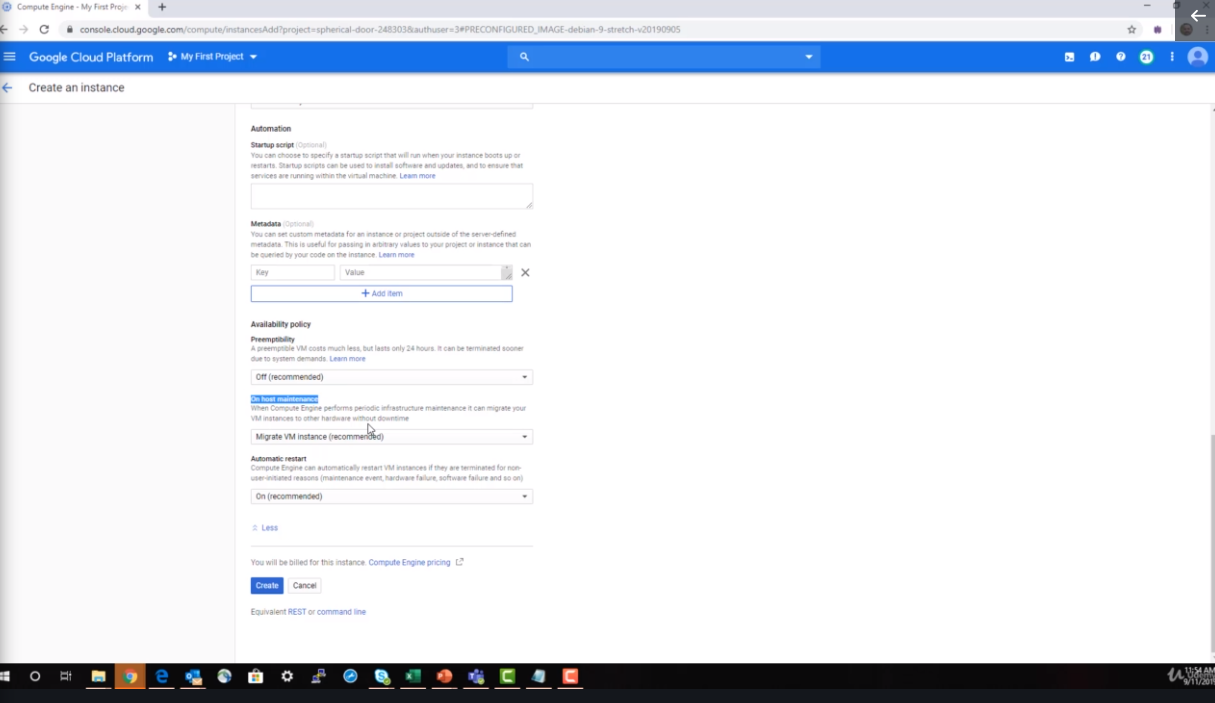 Compute Engine - My First Proje
console.cloud.google.com/compute/instancesAdd?project=spherical-door-248303&authuser=3#PRECONFIGURED_IMAGE-debian-9-stretch-v20190905
Google Cloud Platform
My First Project
21
Create an instance
Automation
Startup script (Optional)
You can choose to specify a startup script that will run when your instance boots up or
restarts. Startup scripts can be used to install software and updates, and to ensure that
services are running within the virtual machine. Learn more
Metadata (Optional)
You can set custom metadata for an instance or project outside of the server-defined
metadata. This is useful for passing in arbitrary values to your project or instance that can
be queried by your code on the instance. Learn more
Key
Value
+ Add item
Availability policy
Preemptibility
A preemptible VM costs much less, but lasts only 24 hours. It can be terminated sooner
due to system demands. Learn more
Off (recommended)
On host maintenance
When Compute Engine performs periodic infrastructure maintenance it can migrate your
VM instances to other hardware without downtime
Migrate VM instance (recommended)
Automatic restart
Compute Engine can automatically restart VM instances if they are terminated for non-
user-initiated reasons (maintenance event, hardware failure, software failure and so on)
On (recommended)
Less
You will be billed for this instance. Compute Engine pricing
Create
Cancel
Equivalent REST or command line
11:54 AM